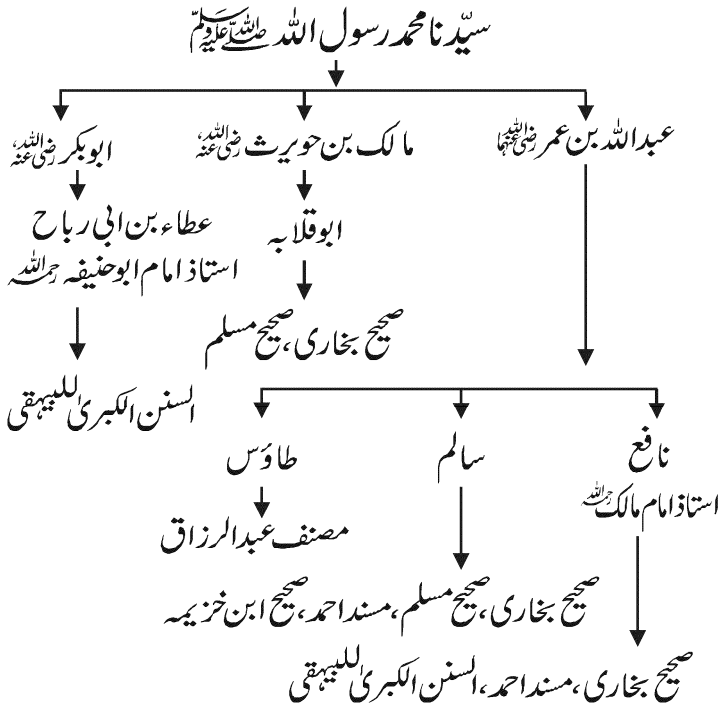 سیّدنا محمد رسول اللہ ﷺ
عبداللہ بن عمر رضی اللہ عنہما
مالک بن حویرث رضی اللہ عنہ
ابوبکر رضی اللہ عنہ
ابوقلابہ
عطاء بن ابی رباح
استاذ امام ابوحنیفہ رحمہ اللہ
صحیح بخاری، صحیح مسلم
السنن الکبریٰ للبیہقی
نافع
استاذ امام مالک رحمہ اللہ
سالم
طاؤس
مصنف عبدالرزاق
صحیح بخاری، صحیح مسلم، مسند احمد، صحیح ابن خزیمہ
صحیح بخاری، مسند احمد، السنن الکبریٰ للبیہقی